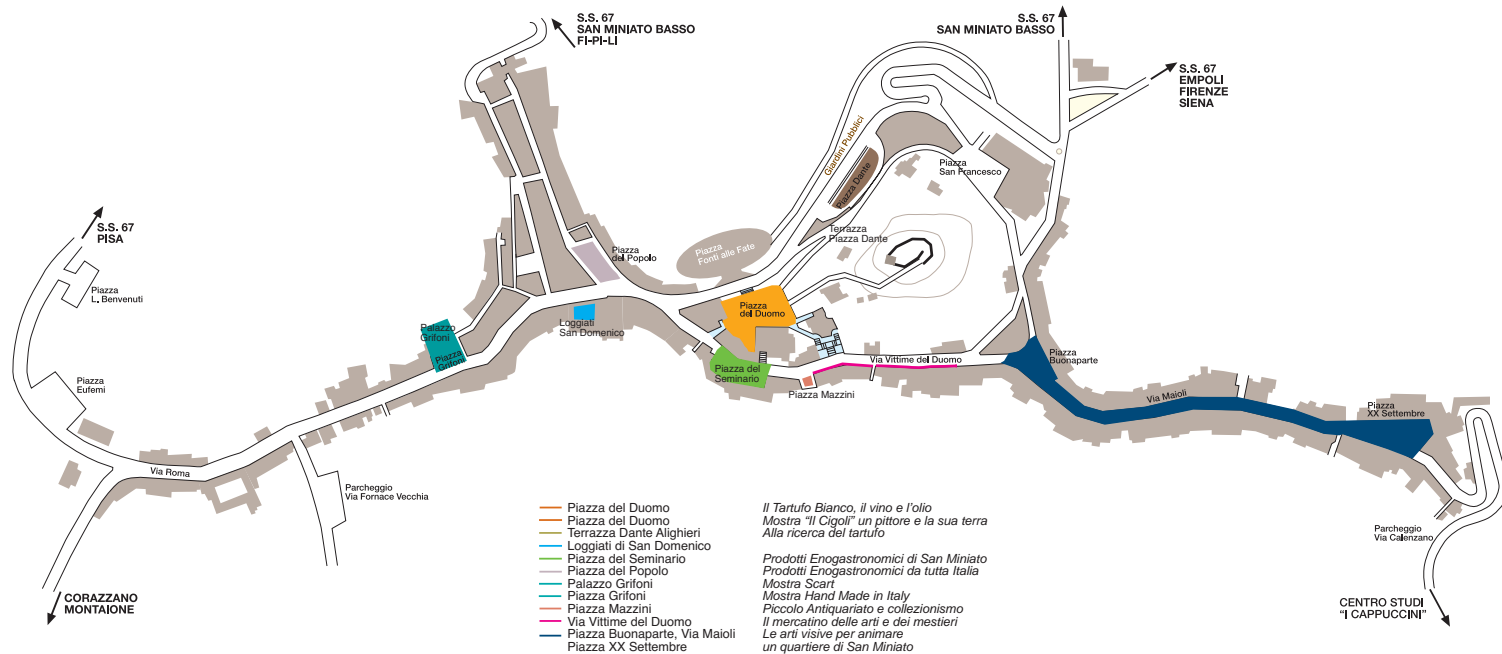 S.S. 67
SAN MINIATO BASSO
FI-PI-LI
S.S. 67
SAN MINIATO BASSO
S.S. 67
EMPOLI
FIRENZE
SIENA
Giardini Pubblici
Piazza Dante
Piazza
San Francesco
S.S. 67
PISA
Terrazza
Piazza Dante
Piazza
Fonti alle Fate
Piazza
del Popolo
Piazza
L. Benvenuti
Piazza
del Duomo
Palazzo
Grifoni
Piazza
Grifoni
Loggiati
San Domenico
Via Vittime del Duomo
Piazza
Buonaparte
Piazza del
Seminario
Piazza Mazzini
Piazza
Eufemi
Via Maioli
Piazza
XX Settembre
Via Roma
Parcheggio
Via Fornace Vecchia
Parcheggio
Via Calenzano
CORAZZANO
MONTAIONE
CENTRO STUDI
“I CAPPUCCINI”
Piazza del Duomo Il Tartufo Bianco, il vino e l’olio
Piazza del Duomo Mostra “Il Cigoli” un pittore e la sua terra
Terrazza Dante Alighieri Alla ricerca del tartufo
Loggiati di San Domenico
Piazza del Seminario Prodotti Enogastronomici di San Miniato
Piazza del Popolo Prodotti Enogastronomici da tutta Italia
Palazzo Grifoni Mostra Scart
Piazza Grifoni Mostra Hand Made in Italy
Piazza Mazzini Piccolo Antiquariato e collezionismo
Via Vittime del Duomo Il mercatino delle arti e dei mestieri
Piazza Buonaparte, Via Maioli Le arti visive per animare
Piazza XX Settembre un quartiere di San Miniato